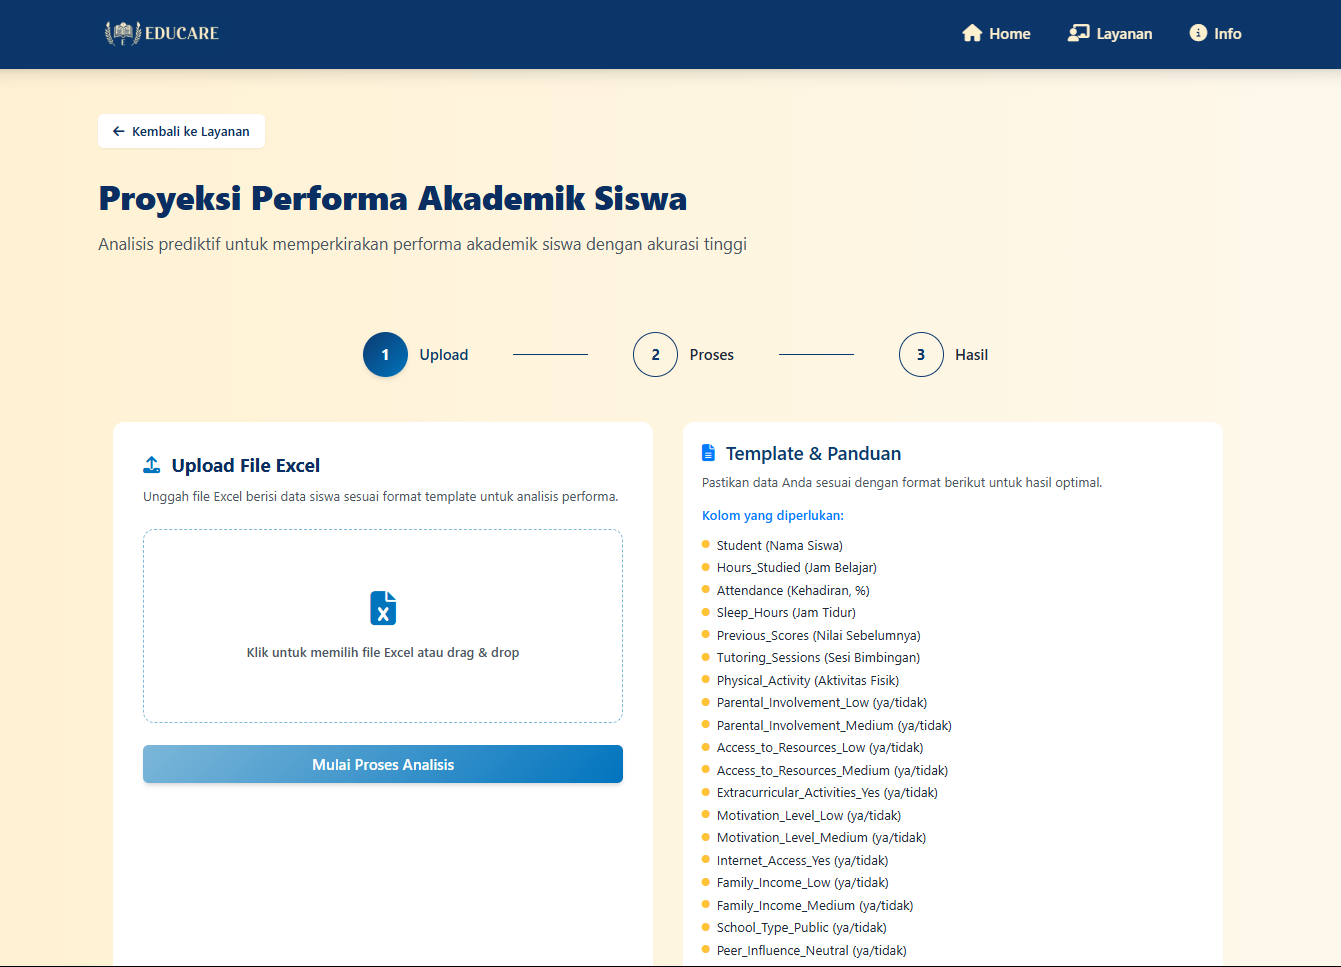 EDUCARE
Home
Layanan
Info
Kembali ke Layanan
Proyeksi Performa Akademik Siswa
Analisis prediktif untuk memperkirakan performa akademik siswa dengan akurasi tinggi
1 Upload
2 Proses
3 Hasil
Upload File Excel
Unggah file Excel berisi data siswa sesuai format template untuk analisis performa.
Klik untuk memilih file Excel atau drag & drop
Mulai Proses Analisis
Template & Panduan
Pastikan data Anda sesuai dengan format berikut untuk hasil optimal.
Kolom yang diperlukan:
Student (Nama Siswa)
Hours_Studied (Jam Belajar)
Attendance (Kehadiran, %)
Sleep_Hours (Jam Tidur)
Previous_Scores (Nilai Sebelumnya)
Tutoring_Sessions (Sesi Bimbingan)
Physical_Activity (Aktivitas Fisik)
Parental_Involvement_Low (ya/tidak)
Parental_Involvement_Medium (ya/tidak)
Access_to_Resources_Low (ya/tidak)
Access_to_Resources_Medium (ya/tidak)
Extracurricular_Activities_Yes (ya/tidak)
Motivation_Level_Low (ya/tidak)
Motivation_Level_Medium (ya/tidak)
Internet_Access_Yes (ya/tidak)
Family_Income_Low (ya/tidak)
Family_Income_Medium (ya/tidak)
School_Type_Public (ya/tidak)
Peer_Influence_Neutral (ya/tidak)